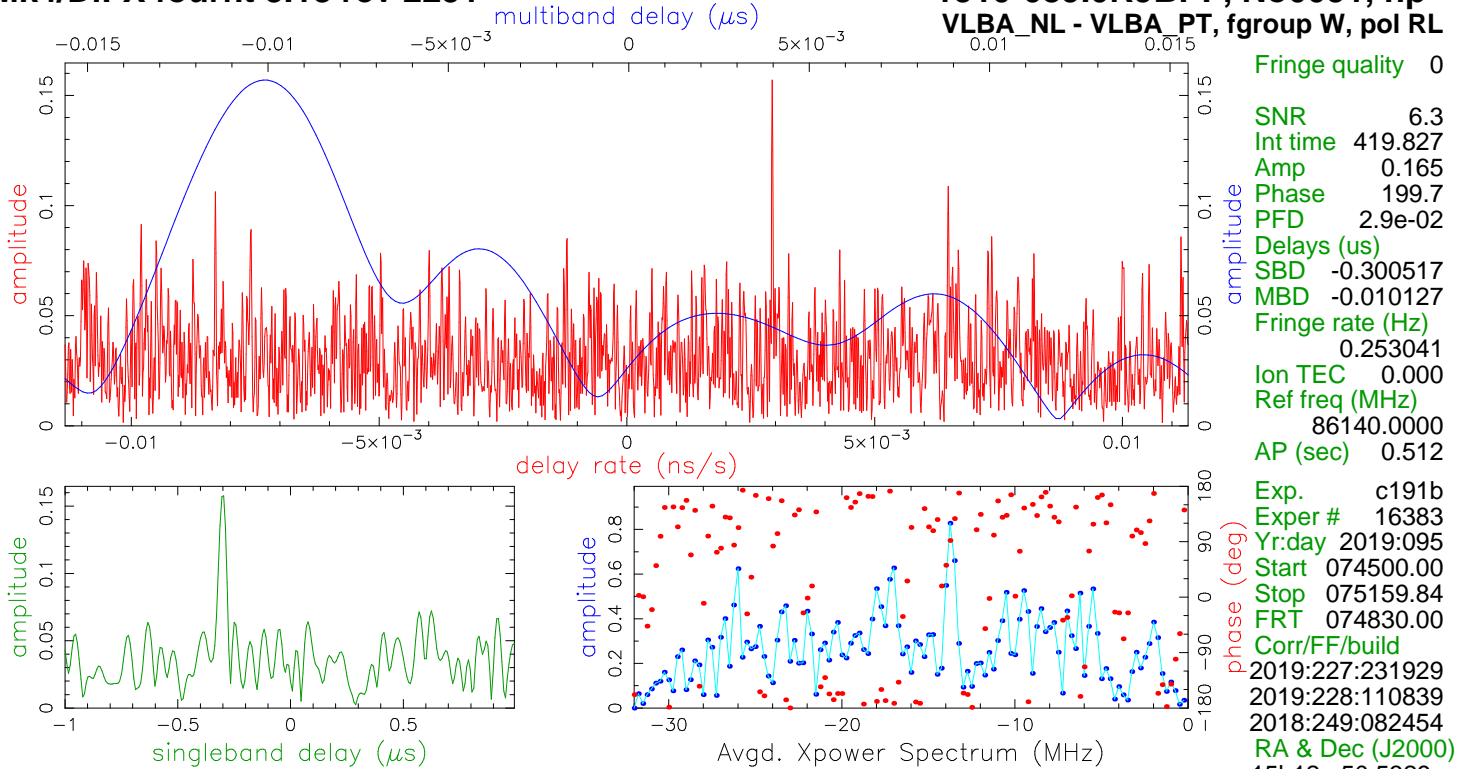 multiband delay (μs)
VLBA_NL - VLBA_PT, fgroup W, pol RL
−0.015 −0.01 −5×10⁻³ 0 5×10⁻³ 0.01 0.015
amplitude
0 0.05 0.1 0.15
0 0.05 0.1 0.15
amplitude
−0.01 −5×10⁻³ 0 5×10⁻³ 0.01
delay rate (ns/s)
Fringe quality 0
SNR 6.3
Int time 419.827
Amp 0.165
Phase 199.7
PFD 2.9e-02
Delays (us)
SBD -0.300517
MBD -0.010127
Fringe rate (Hz)
0.253041
Ion TEC 0.000
Ref freq (MHz)
86140.0000
AP (sec) 0.512
Exp. c191b
Exper # 16383
Yr:day 2019:095
Start 074500.00
Stop 075159.84
FRT 074830.00
Corr/FF/build
2019:227:231929
2019:228:110839
2018:249:082454
RA & Dec (J2000)
amplitude
0 0.05 0.1 0.15
−1 −0.5 0 0.5
singleband delay (μs)
amplitude
0 0.2 0.4 0.6 0.8
−180 −90 0 90 180
phase (deg)
−30 −20 −10 0
Avgd. Xpower Spectrum (MHz)